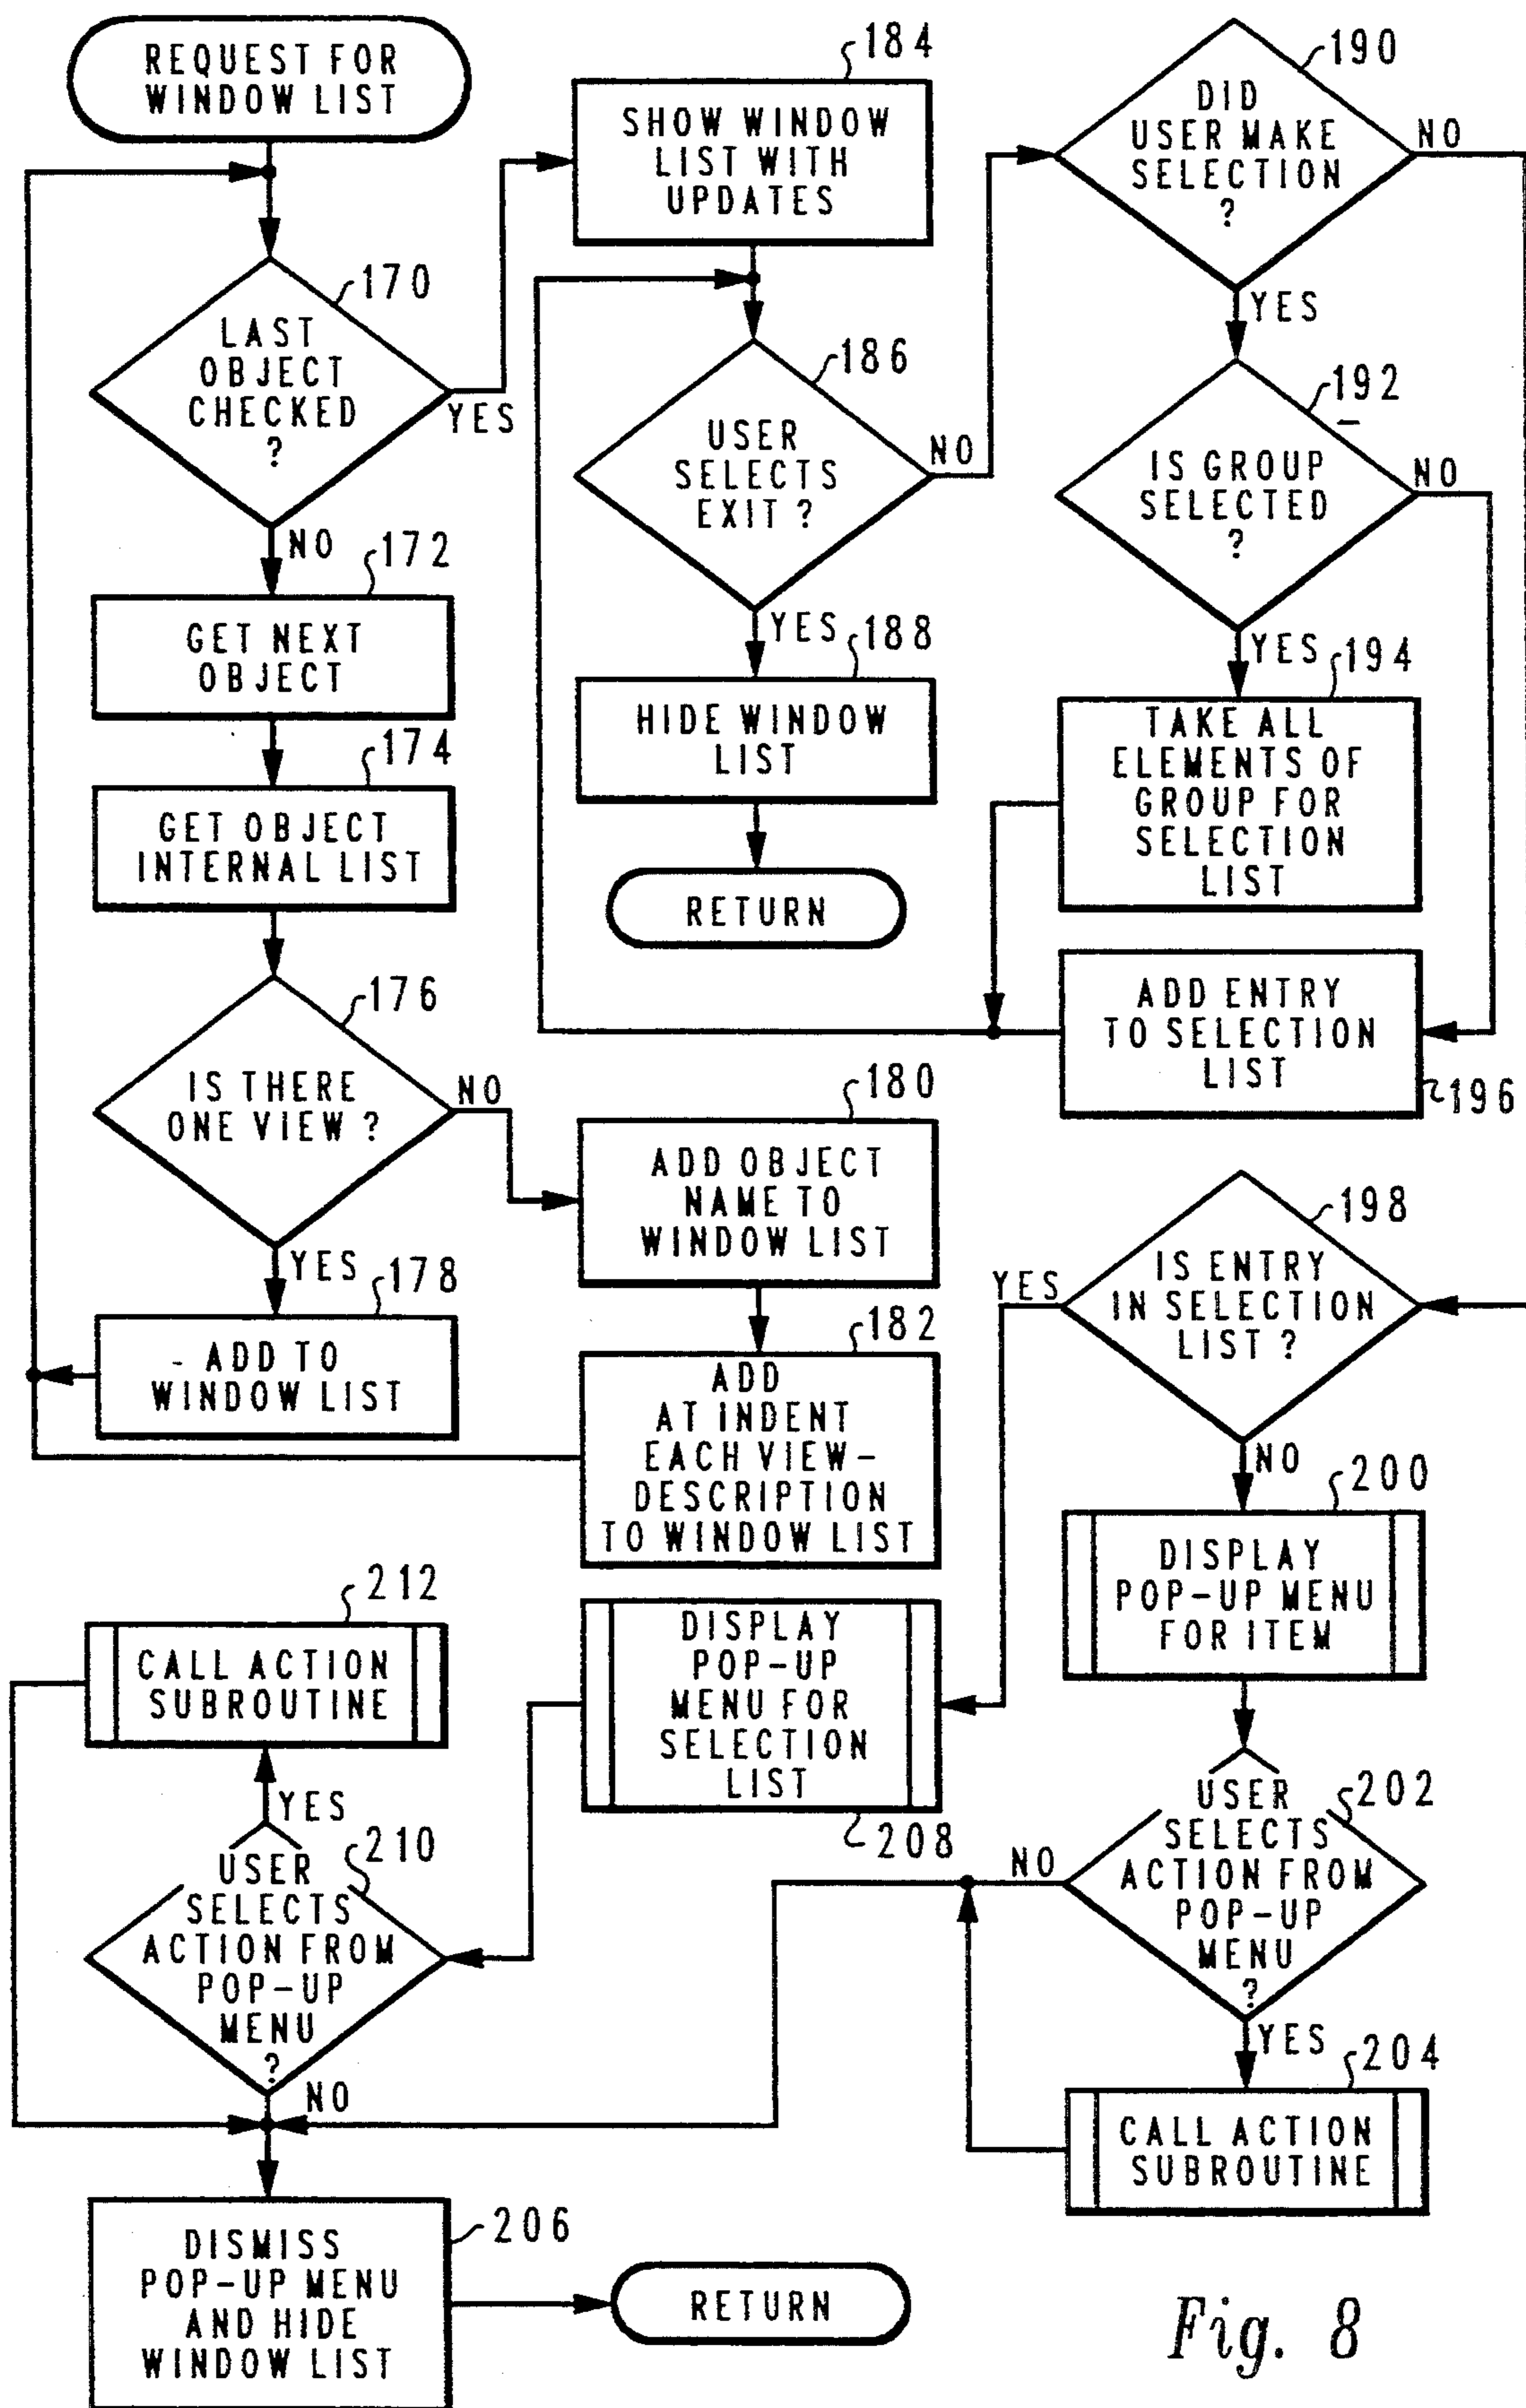 REQUEST FOR
WINDOW LIST
170
LAST
OBJECT
CHECKED
?
YES
NO
172
GET NEXT
OBJECT
174
GET OBJECT
INTERNAL LIST
176
IS THERE
ONE VIEW ?
NO
YES
178
ADD TO
WINDOW LIST
180
ADD OBJECT
NAME TO
WINDOW LIST
182
ADD
AT INDENT
EACH VIEW-
DESCRIPTION
TO WINDOW LIST
184
SHOW WINDOW
LIST WITH
UPDATES
186
USER
SELECTS
EXIT ?
NO
YES
188
HIDE WINDOW
LIST
RETURN
190
DID
USER MAKE
SELECTION
?
NO
YES
192
IS GROUP
SELECTED
?
NO
YES
194
TAKE ALL
ELEMENTS OF
GROUP FOR
SELECTION
LIST
ADD ENTRY
TO SELECTION
LIST
196
198
IS ENTRY
IN SELECTION
LIST ?
YES
NO
200
DISPLAY
POP-UP MENU
FOR ITEM
202
USER
SELECTS
ACTION FROM
POP-UP
MENU
?
NO
YES
204
CALL ACTION
SUBROUTINE
DISPLAY
POP-UP
MENU FOR
SELECTION
LIST
208
212
CALL ACTION
SUBROUTINE
YES
210
USER
SELECTS
ACTION FROM
POP-UP
MENU
?
NO
206
DISMISS
POP-UP MENU
AND HIDE
WINDOW LIST
RETURN
Fig. 8